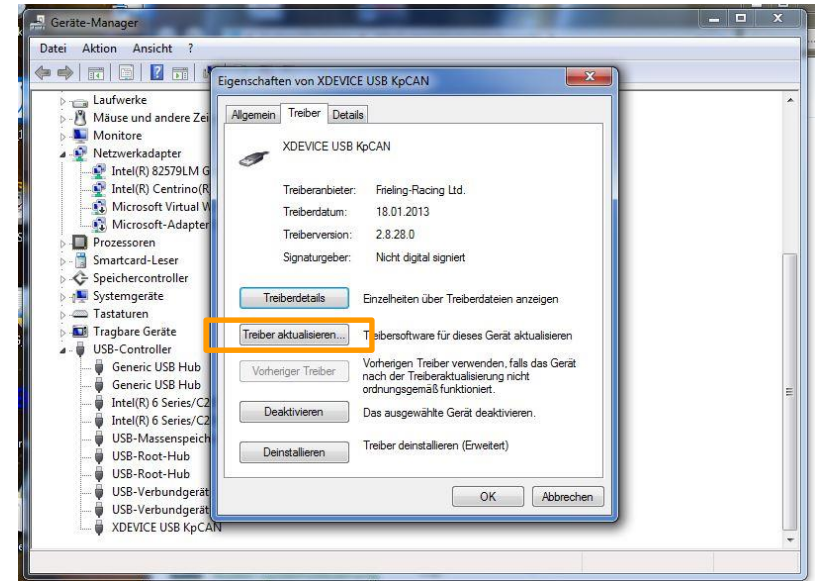 Geräte-Manager
Datei Aktion Ansicht ?
Laufwerke
Mäuse und andere Zei
Monitore
Netzwerkadapter
Intel(R) 82579LM G
Intel(R) Centrino(R
Microsoft Virtual W
Microsoft-Adapter
Prozessoren
Smartcard-Leser
Speichercontroller
Systemgeräte
Tastaturen
Tragbare Geräte
USB-Controller
Generic USB Hub
Generic USB Hub
Intel(R) 6 Series/C2
Intel(R) 6 Series/C2
USB-Massenspeich
USB-Root-Hub
USB-Root-Hub
USB-Verbundgerät
USB-Verbundgerät
XDEVICE USB KpCAN
Eigenschaften von XDEVICE USB KpCAN
Allgemein Treiber Details
XDEVICE USB KpCAN
Treiberanbieter: Frieling-Racing Ltd.
Treiberdatum: 18.01.2013
Treiberversion: 2.8.28.0
Signaturgeber: Nicht digital signiert
Treiberdetails Einzelheiten über Treiberdateien anzeigen
Treiber aktualisieren... Treibersoftware für dieses Gerät aktualisieren
Vorheriger Treiber Vorherigen Treiber verwenden, falls das Gerät
nach der Treiberaktualisierung nicht
ordnungsgemäß funktioniert.
Deaktivieren Das ausgewählte Gerät deaktivieren.
Deinstallieren Treiber deinstallieren (Erweitert)
OK Abbrechen